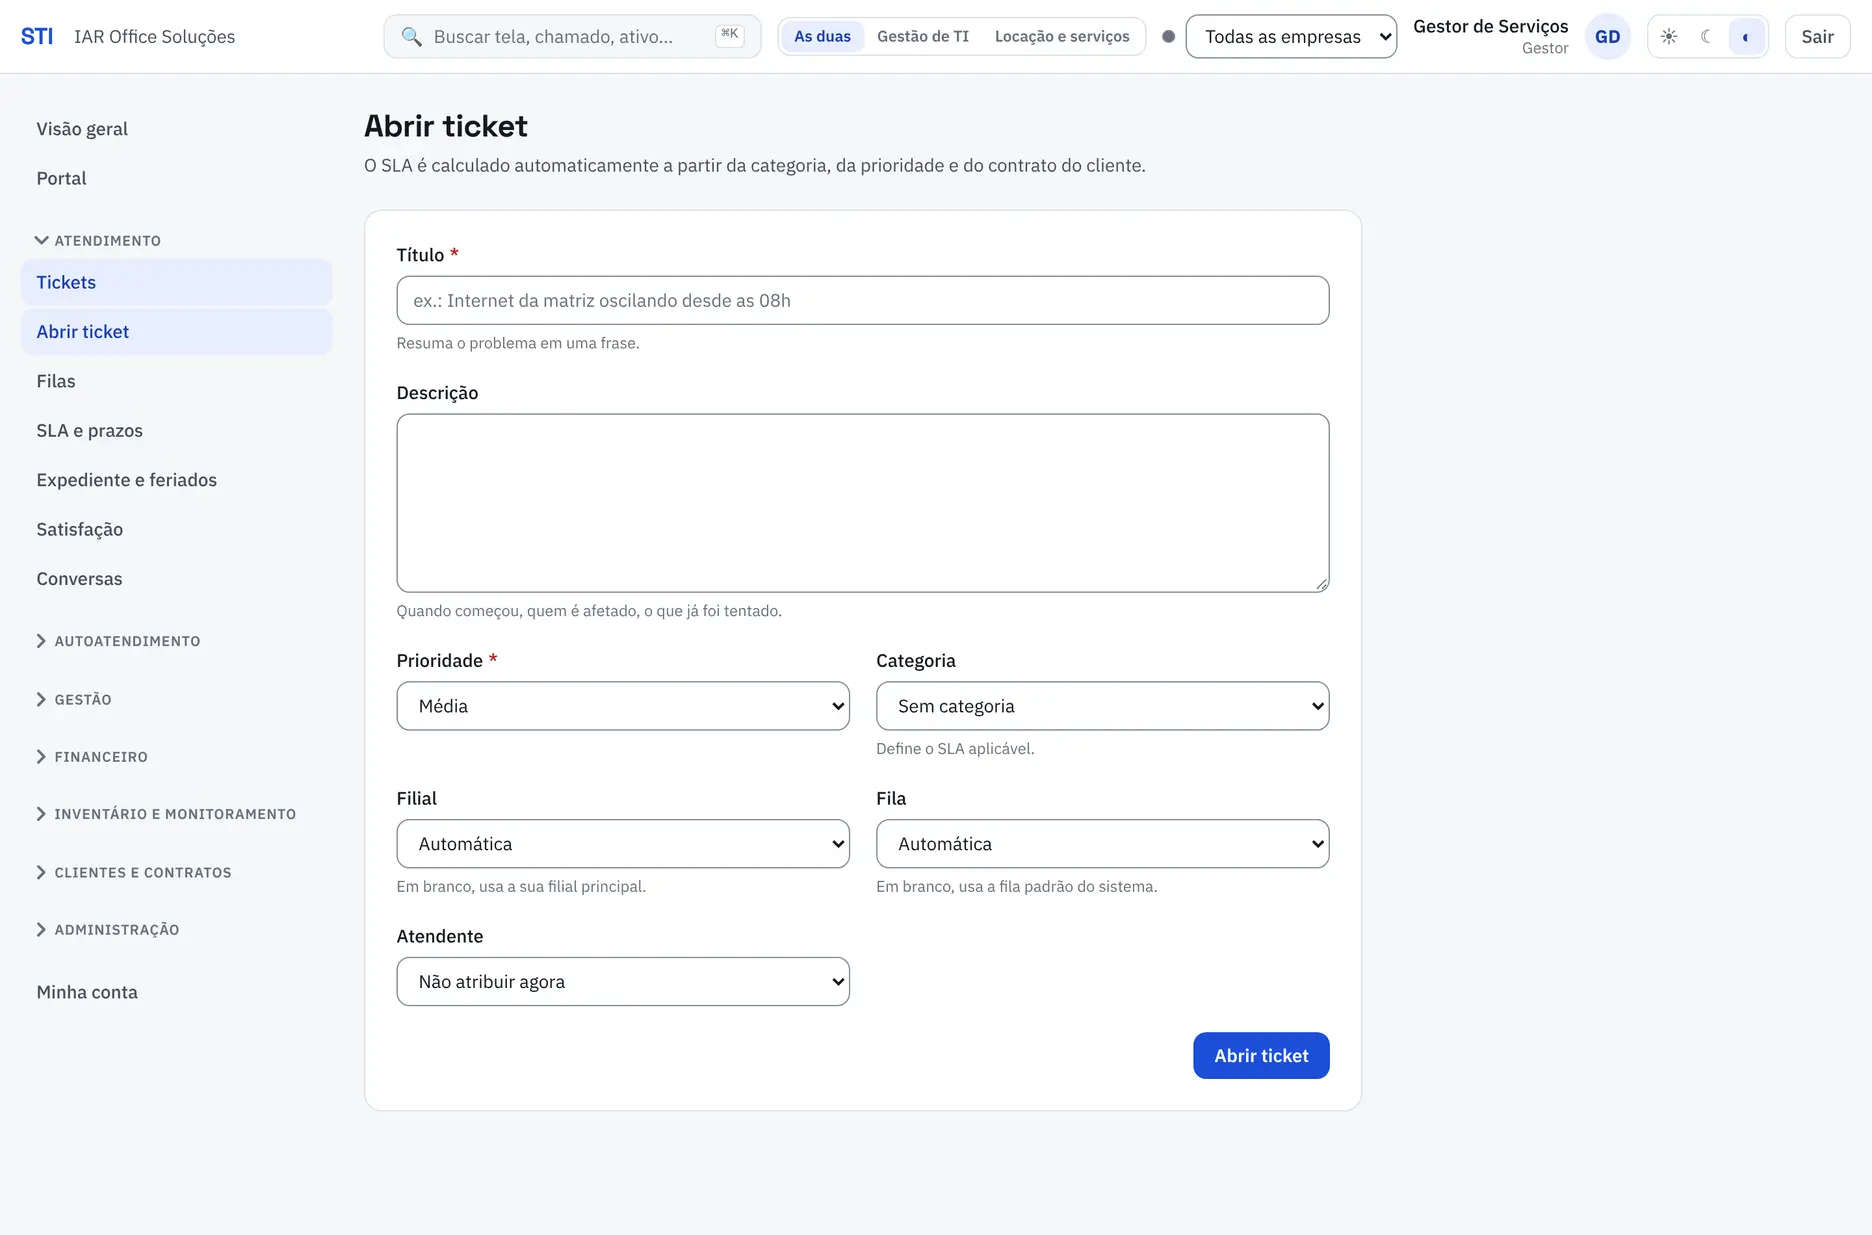 STI IAR Office Soluções
Buscar tela, chamado, ativo... ⌘K
As duas Gestão de TI Locação e serviços
Todas as empresas
Gestor de Serviços
Gestor
GD
Sair
Visão geral
Portal
ATENDIMENTO
Tickets
Abrir ticket
Filas
SLA e prazos
Expediente e feriados
Satisfação
Conversas
AUTOATENDIMENTO
GESTÃO
FINANCEIRO
INVENTÁRIO E MONITORAMENTO
CLIENTES E CONTRATOS
ADMINISTRAÇÃO
Minha conta
Abrir ticket
O SLA é calculado automaticamente a partir da categoria, da prioridade e do contrato do cliente.
Título *
ex.: Internet da matriz oscilando desde as 08h
Resuma o problema em uma frase.
Descrição
Quando começou, quem é afetado, o que já foi tentado.
Prioridade *
Média
Categoria
Sem categoria
Define o SLA aplicável.
Filial
Automática
Em branco, usa a sua filial principal.
Fila
Automática
Em branco, usa a fila padrão do sistema.
Atendente
Não atribuir agora
Abrir ticket